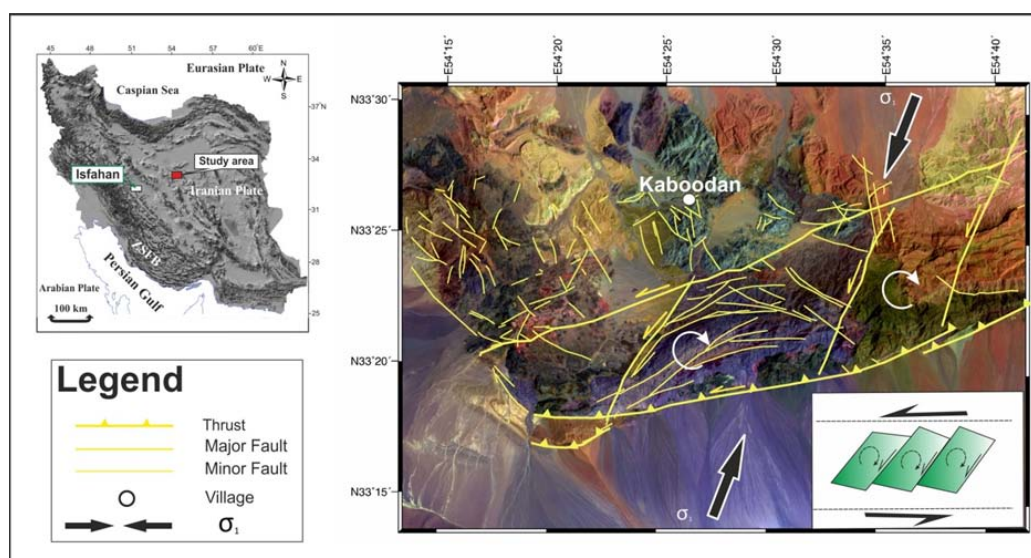 45 48 51 54 57 60'E
Eurasian Plate
N
W E
S
Caspian Sea
37°N
34
31
28
25
Study area
Isfahan
Iranian Plate
ZSFB
Persian Gulf
Arabian Plate
100 km
Legend
Thrust
Major Fault
Minor Fault
Village
σ1
E54°15' E54°20' E54°25' E54°30' E54°35' E54°40'
N33°30'
N33°25'
N33°20'
N33°15'
σ1
Kaboodan
σ1